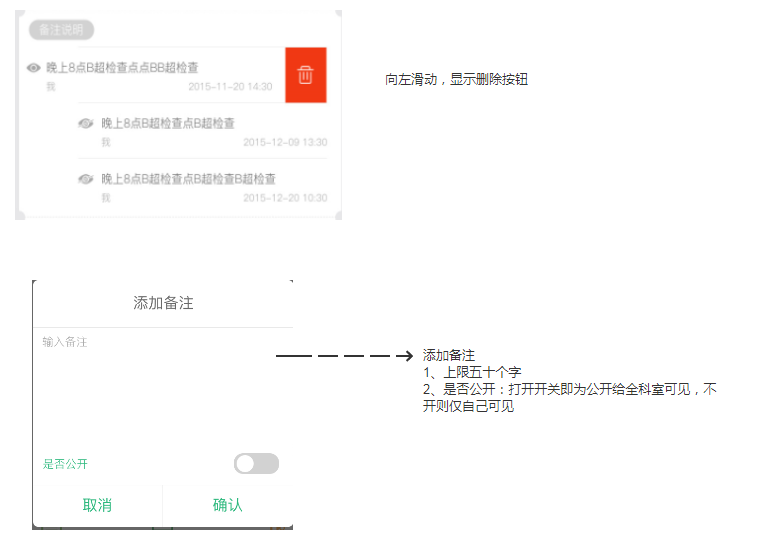 备注说明
晚上8点B超检查点点BB超检查
我 2015-11-20 14:30
向左滑动，显示删除按钮
晚上8点B超检查点B超检查
我 2015-12-09 13:30
晚上8点B超检查点B超检查B超检查
我 2015-12-20 10:30
添加备注
输入备注
添加备注
1、上限五十个字
2、是否公开：打开开关即为公开给全科室可见，不
开则仅自己可见
是否公开
取消 确认